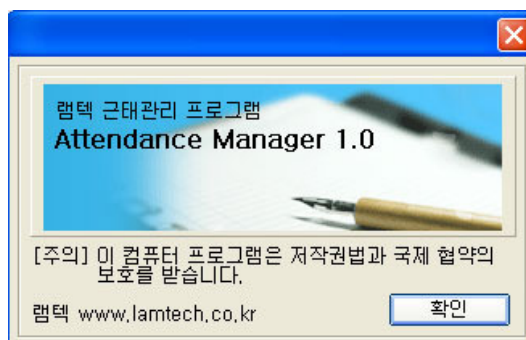 램텍 근태관리 프로그램
Attendance Manager 1.0
[주의] 이 컴퓨터 프로그램은 저작권법과 국제 협약의
보호를 받습니다.
램텍 www.lamtech.co.kr
확인